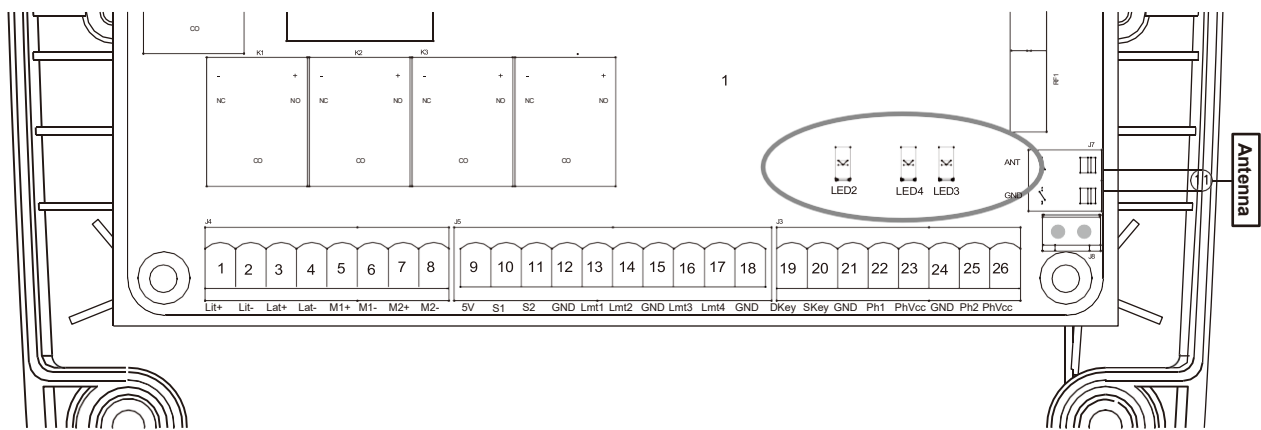 CO
K1 K2 K3
- + - + - + - +
NC NO NC NO NC NO NC NO
CO CO CO CO
1
RF1
J7
ANT
GND
LED2 LED4 LED3
11
Antenna
J4 J5 J3
J8
1 2 3 4 5 6 7 8 9 10 11 12 13 14 15 16 17 18 19 20 21 22 23 24 25 26
Lit+ Lit- Lat+ Lat- M1+ M1- M2+ M2- 5V S1 S2 GND Lmt1 Lmt2 GND Lmt3 Lmt4 GND DKey SKey GND Ph1 PhVcc GND Ph2 PhVcc